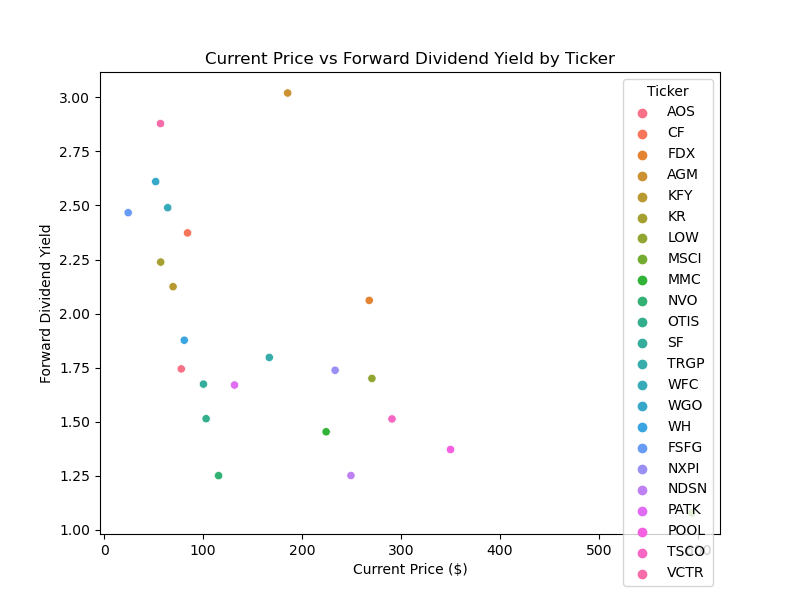 Current Price vs Forward Dividend Yield by Ticker
Forward Dividend Yield
3.00
2.75
2.50
2.25
2.00
1.75
1.50
1.25
1.00
0
100
200
300
400
500
Current Price ($)
Ticker
AOS
CF
FDX
AGM
KFY
KR
LOW
MSCI
MMC
NVO
OTIS
SF
TRGP
WFC
WGO
WH
FSFG
NXPI
NDSN
PATK
POOL
TSCO
VCTR